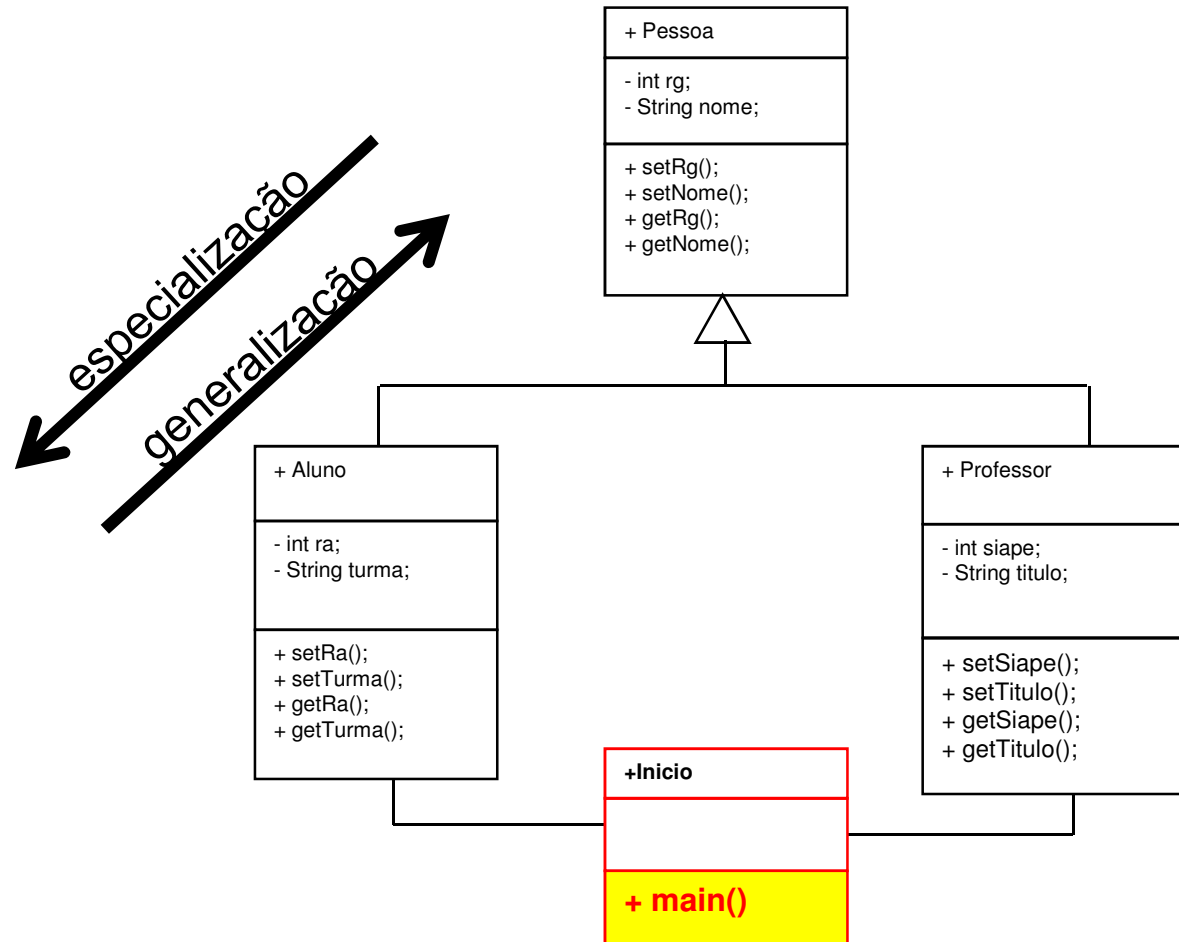 + Pessoa
- int rg;
- String nome;
+ setRg();
+ setNome();
+ getRg();
+ getNome();
especialização
generalização
+ Aluno
- int ra;
- String turma;
+ setRa();
+ setTurma();
+ getRa();
+ getTurma();
+ Professor
- int siape;
- String titulo;
+ setSiape();
+ setTitulo();
+ getSiape();
+ getTitulo();
+Inicio
+ main()